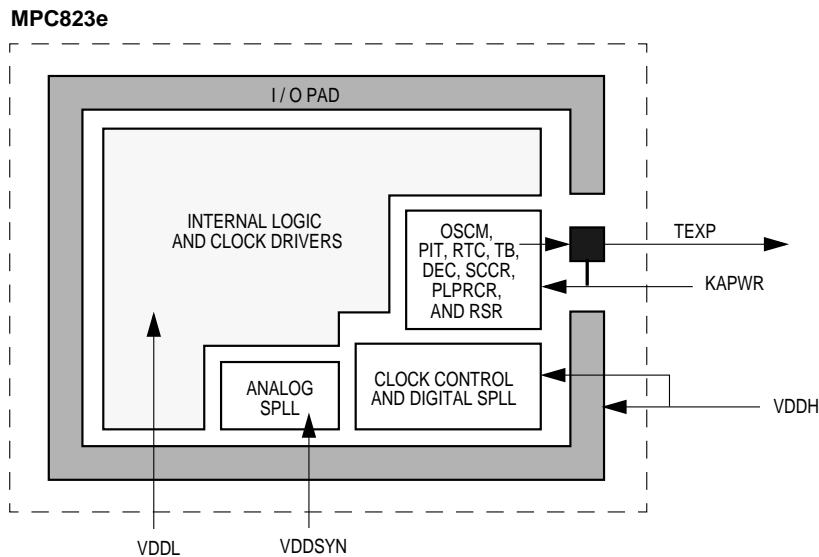 MPC823e
I / O PAD
INTERNAL LOGIC
AND CLOCK DRIVERS
OSCM,
PIT, RTC, TB,
DEC, SCCR,
PLPRCR,
AND RSR
TEXP
KAPWR
ANALOG
SPLL
CLOCK CONTROL
AND DIGITAL SPLL
VDDH
VDDL
VDDSYN